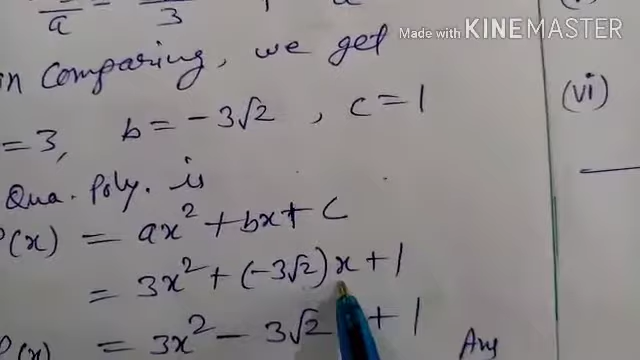 Made with KINEMASTER
/a = /3
n comparing, we get
= 3, b = -3√2 , c = 1
(vi)
Qua. Poly. is
P(x) = ax² + bx + c
= 3x² + (-3√2)x + 1
P(x) = 3x² - 3√2 + 1
Ans